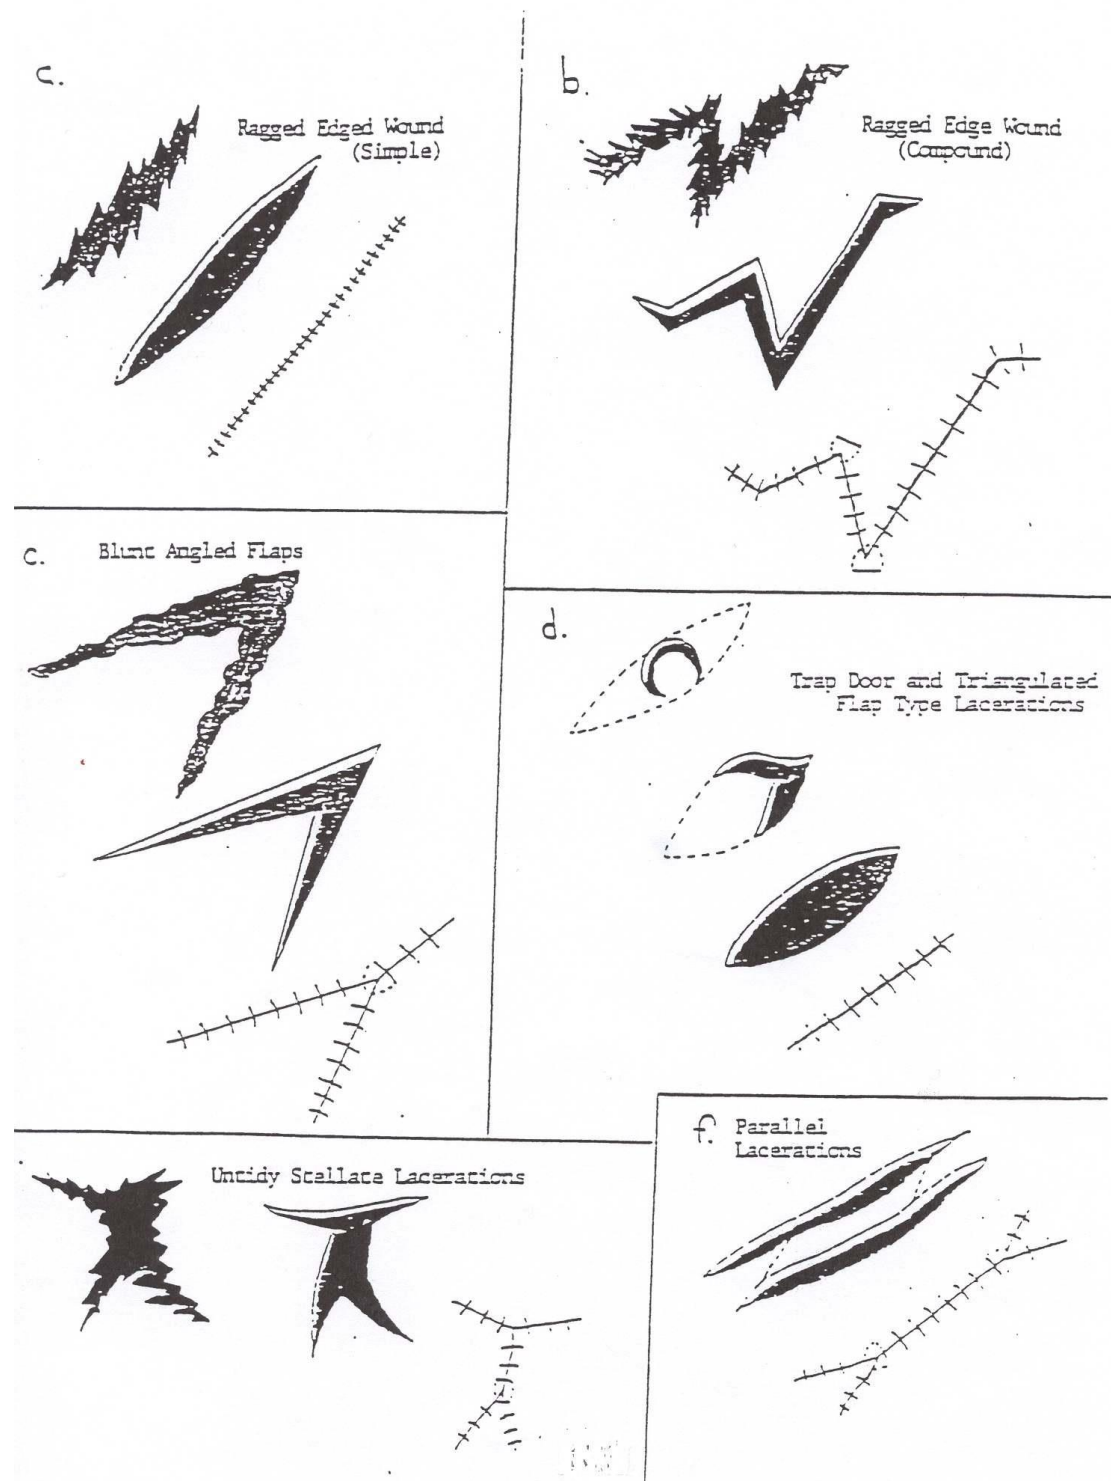 c.
Ragged Edged Wound
(Simple)
b.
Ragged Edge Wound
(Compound)
c.
Blunt Angled Flaps
d.
Trap Door and Triangulated
Flap Type Lacerations
Untidy Stellate Lacerations
f. Parallel
Lacerations